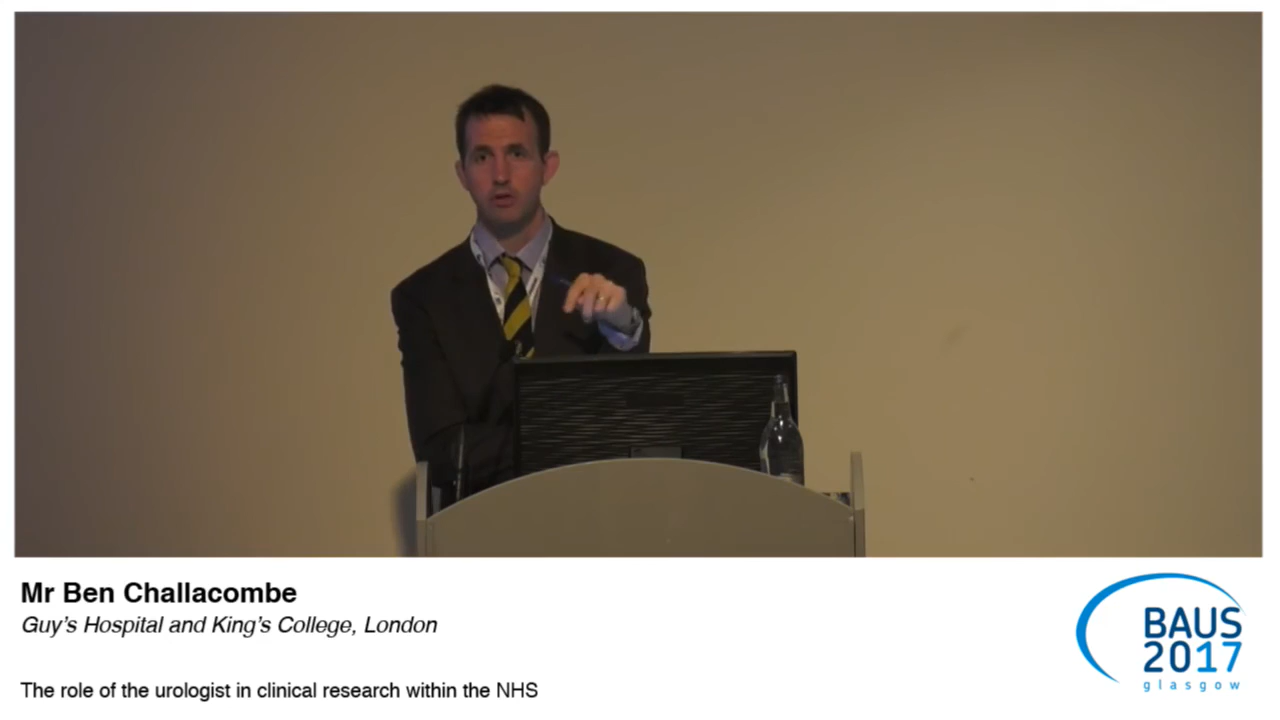 Mr Ben Challacombe
Guy's Hospital and King's College, London
The role of the urologist in clinical research within the NHS
BAUS
2017
glasgow